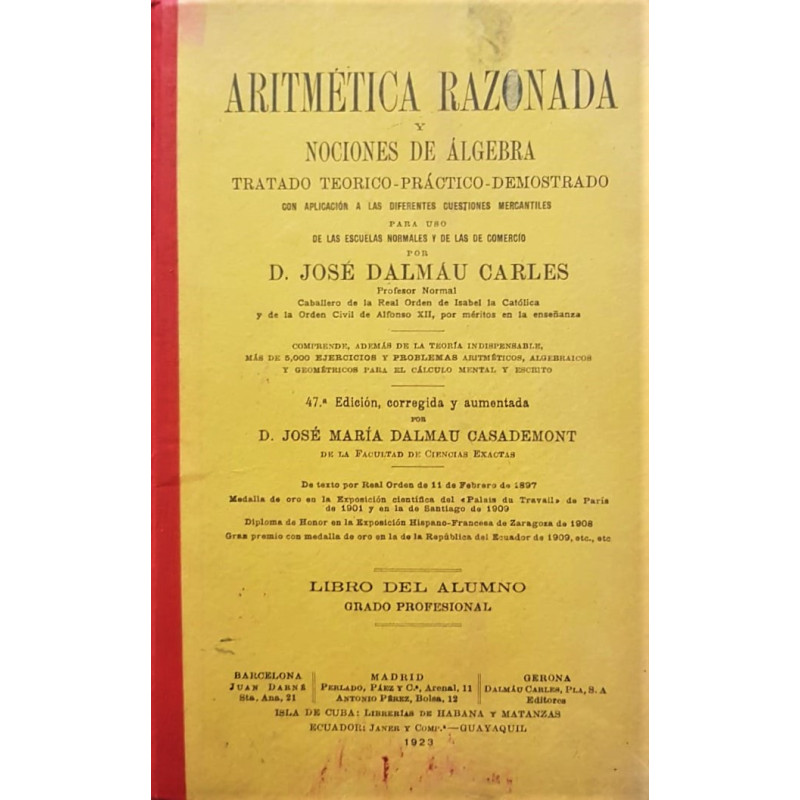 ARITMÉTICA RAZONADA
Y
NOCIONES DE ÁLGEBRA
TRATADO TEORICO-PRÁCTICO-DEMOSTRADO
CON APLICACIÓN A LAS DIFERENTES CUESTIONES MERCANTILES
PARA USO
DE LAS ESCUELAS NORMALES Y DE LAS DE COMERCIO
POR
D. JOSÉ DALMÁU CARLES
Profesor Normal
Caballero de la Real Orden de Isabel la Católica
y de la Orden Civil de Alfonso XII, por méritos en la enseñanza
COMPRENDE, ADEMÁS DE LA TEORÍA INDISPENSABLE,
MÁS DE 5,000 EJERCICIOS Y PROBLEMAS ARITMÉTICOS, ALGEBRAICOS
Y GEOMÉTRICOS PARA EL CÁLCULO MENTAL Y ESCRITO
47.ª Edición, corregida y aumentada
POR
D. JOSÉ MARÍA DALMAU CASADEMONT
DE LA FACULTAD DE CIENCIAS EXACTAS
De texto por Real Orden de 11 de Febrero de 1897
Medalla de oro en la Exposición científica del «Palais du Travail» de París
de 1901 y en la de Santiago de 1909
Diploma de Honor en la Exposición Hispano-Francesa de Zaragoza de 1908
Gran premio con medalla de oro en la de la República del Ecuador de 1909, etc., etc
LIBRO DEL ALUMNO
GRADO PROFESIONAL
BARCELONA
JUAN DARNÉ
Sta. Ana, 21
MADRID
PERLADO, PÁEZ Y C.ª, Arenal, 11
ANTONIO PÉREZ, Bolsa, 12
GERONA
DALMÁU CARLES, PLA, S. A
Editores
ISLA DE CUBA: LIBRERÍAS DE HABANA Y MATANZAS
ECUADOR: JANER Y COMP.ª—GUAYAQUIL
1923